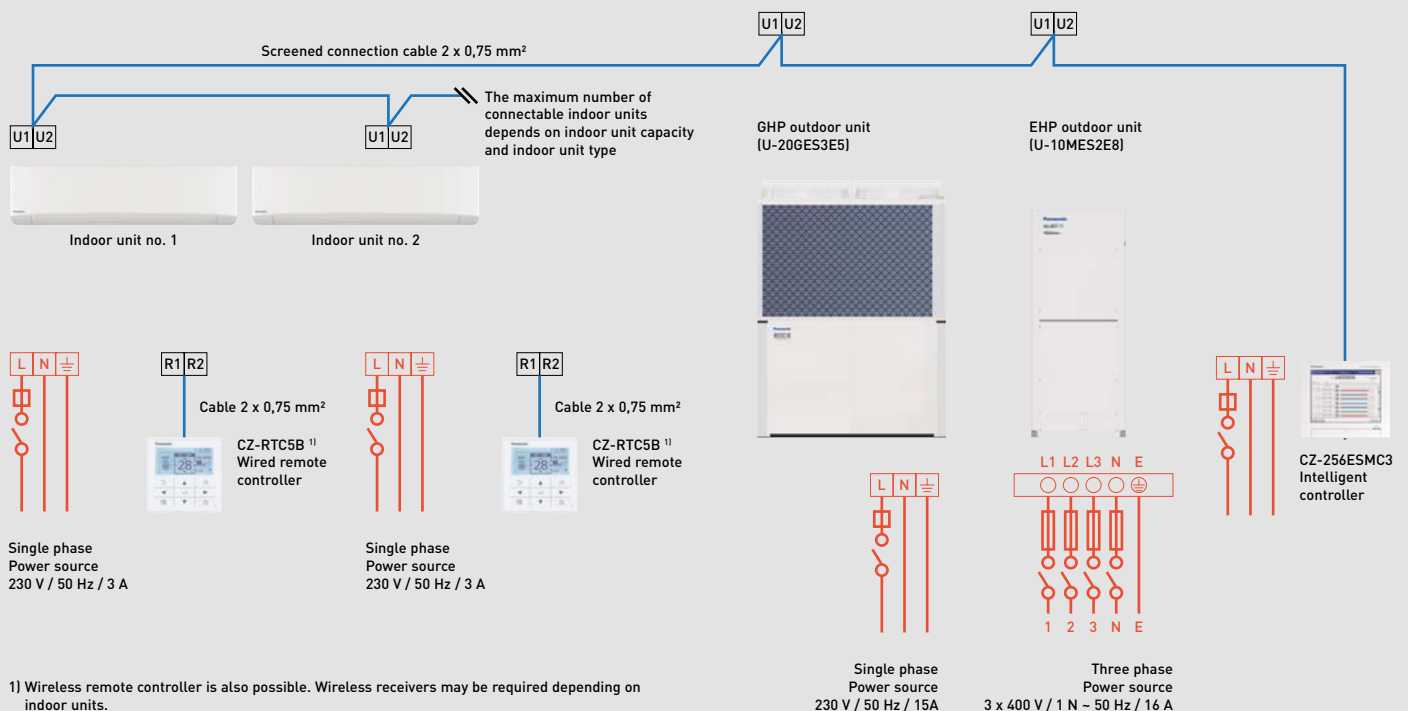 U1 U2
U1 U2
Screened connection cable 2 x 0,75 mm²
The maximum number of
connectable indoor units
depends on indoor unit capacity
and indoor unit type
U1 U2
U1 U2
GHP outdoor unit
(U-20GES3E5)
EHP outdoor unit
(U-10MES2E8)
Indoor unit no. 1
Indoor unit no. 2
Panasonic
Panasonic
L N
R1 R2
L N
R1 R2
L N
Cable 2 x 0,75 mm²
Cable 2 x 0,75 mm²
CZ-RTC5B 1)
Wired remote
controller
28
CZ-RTC5B 1)
Wired remote
controller
28
CZ-256ESMC3
Intelligent
controller
L N
L1 L2 L3 N E
1 2 3 N E
Single phase
Power source
230 V / 50 Hz / 3 A
Single phase
Power source
230 V / 50 Hz / 3 A
Single phase
Power source
230 V / 50 Hz / 15A
Three phase
Power source
3 x 400 V / 1 N ~ 50 Hz / 16 A
1) Wireless remote controller is also possible. Wireless receivers may be required depending on
indoor units.